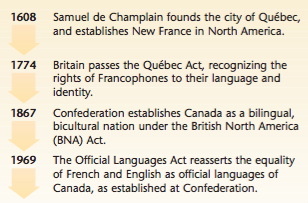 1608 Samuel de Champlain founds the city of Québec,
and establishes New France in North America.
1774 Britain passes the Québec Act, recognizing the
rights of Francophones to their language and
identity.
1867 Confederation establishes Canada as a bilingual,
bicultural nation under the British North America
(BNA) Act.
1969 The Official Languages Act reasserts the equality
of French and English as official languages of
Canada, as established at Confederation.